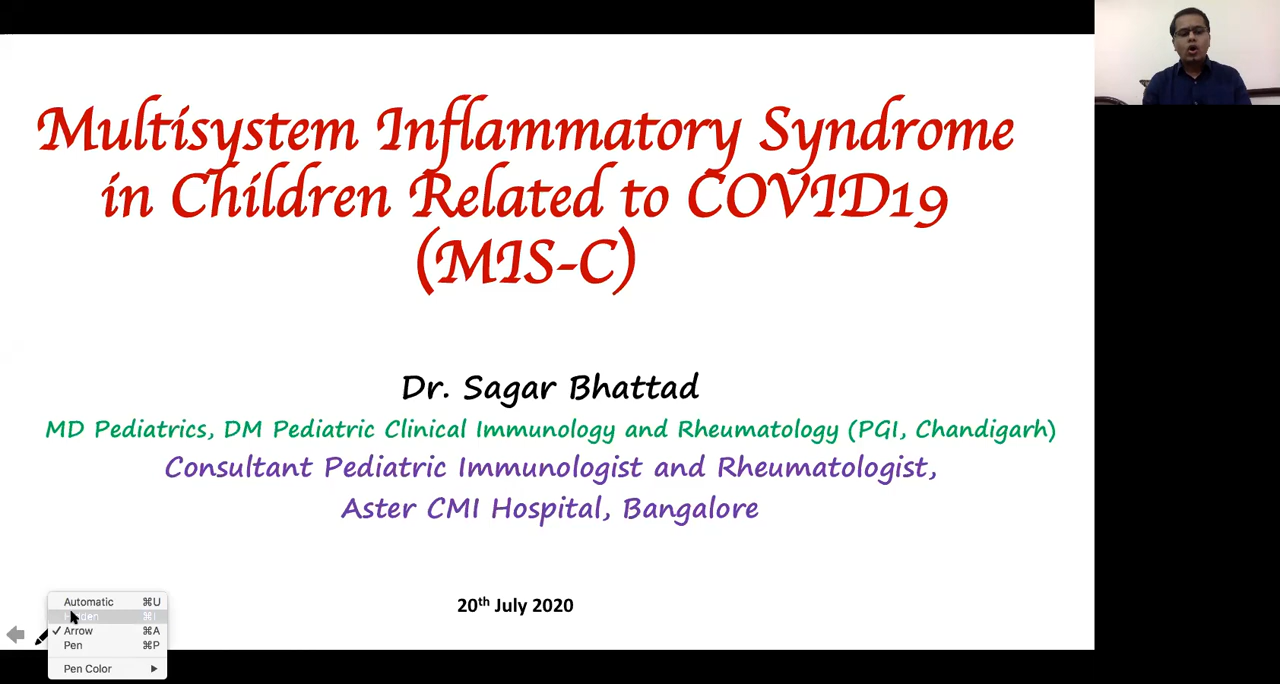 Multisystem Inflammatory Syndrome
in Children Related to COVID19
(MIS-C)
Dr. Sagar Bhattad
MD Pediatrics, DM Pediatric Clinical Immunology and Rheumatology (PGI, Chandigarh)
Consultant Pediatric Immunologist and Rheumatologist,
Aster CMI Hospital, Bangalore
20th July 2020
Automatic ⌘U
⌘I
✓ Arrow ⌘A
Pen ⌘P
Pen Color